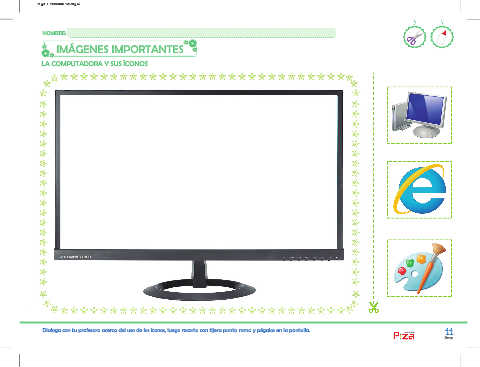 NOMBRE:
IMÁGENES IMPORTANTES
LA COMPUTADORA Y SUS ÍCONOS
Dialoga con tu profesora acerca del uso de los íconos, luego recorta con tijera punta roma y pégalos en la pantalla.
11